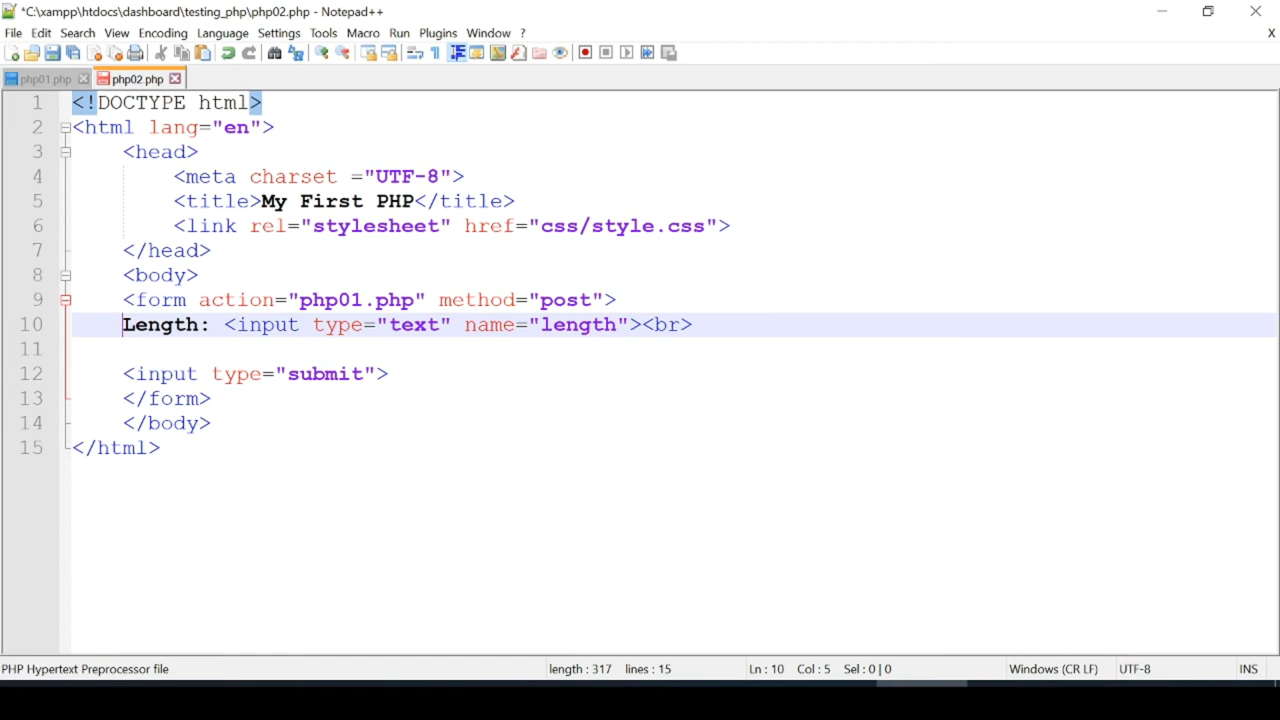 *C:\xampp\htdocs\dashboard\testing_php\php02.php - Notepad++
File Edit Search View Encoding Language Settings Tools Macro Run Plugins Window ? X
php01.php php02.php
1 <!DOCTYPE html>
2 <html lang="en">
3 <head>
4 <meta charset ="UTF-8">
5 <title>My First PHP</title>
6 <link rel="stylesheet" href="css/style.css">
7 </head>
8 <body>
9 <form action="php01.php" method="post">
10 Length: <input type="text" name="length"><br>
11
12 <input type="submit">
13 </form>
14 </body>
15 </html>
PHP Hypertext Preprocessor file length : 317 lines : 15 Ln : 10 Col : 5 Sel : 0 | 0 Windows (CR LF) UTF-8 INS